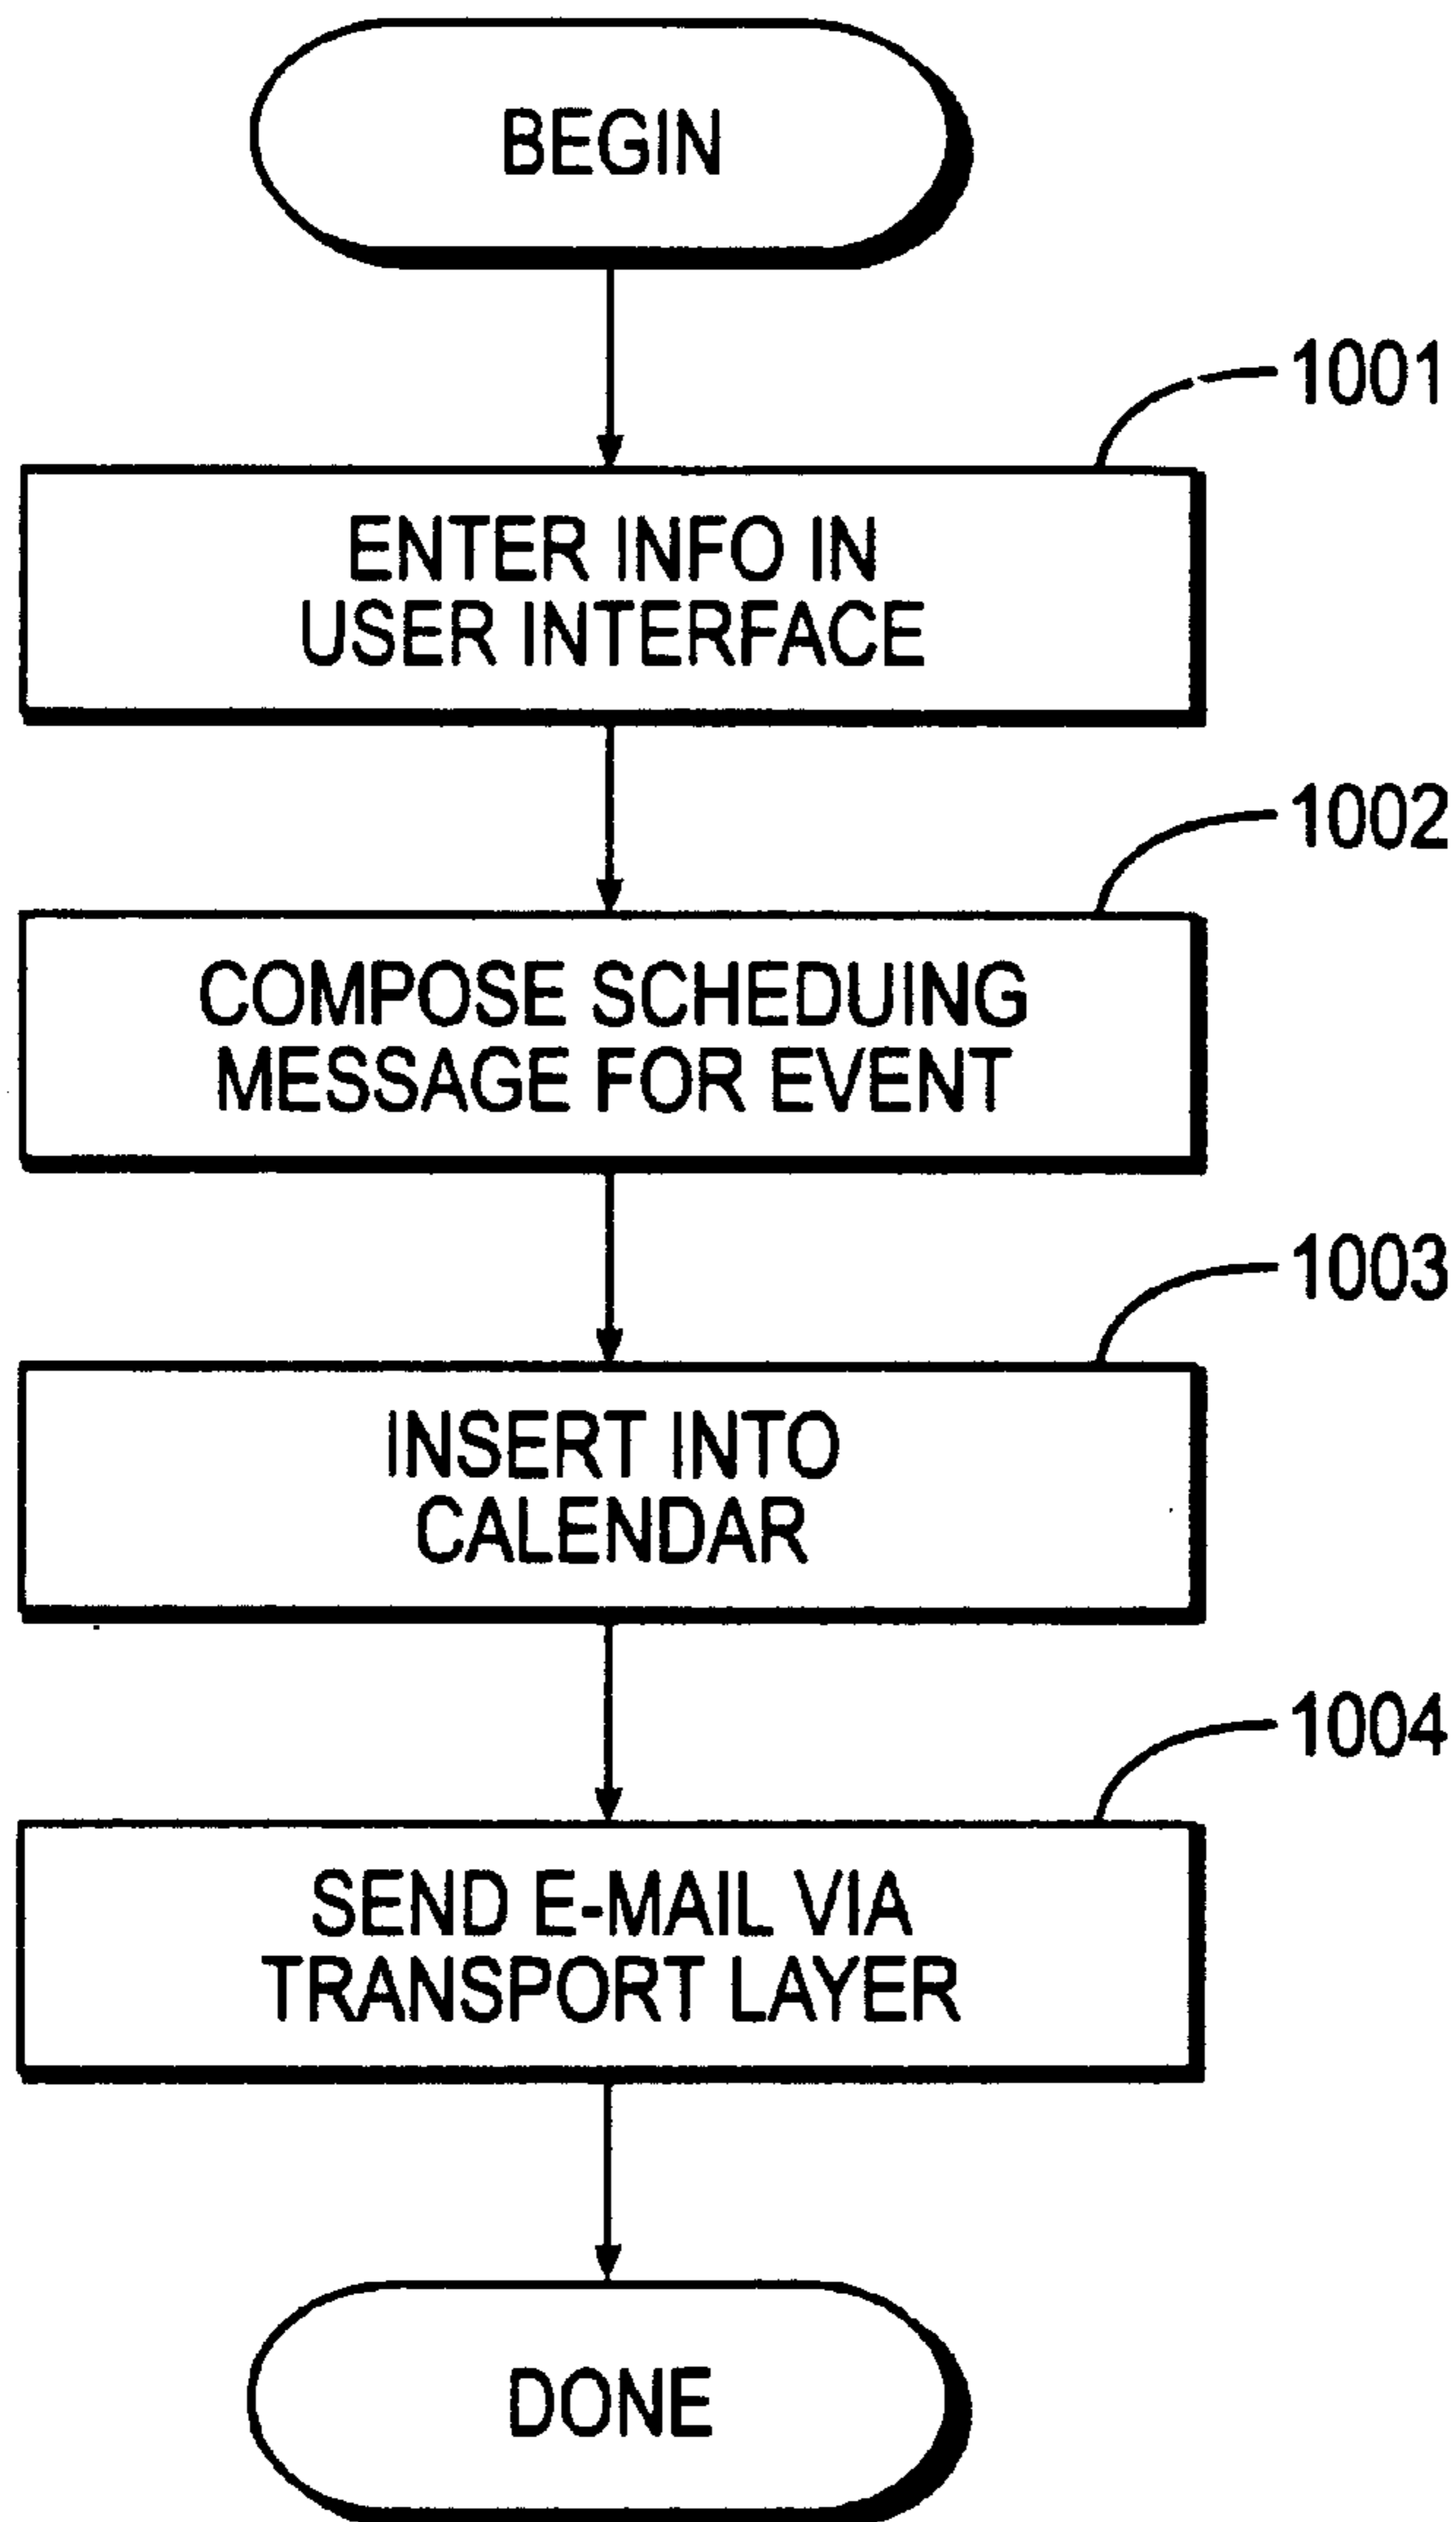 BEGIN
1001
ENTER INFO IN
USER INTERFACE
1002
COMPOSE SCHEDUING
MESSAGE FOR EVENT
1003
INSERT INTO
CALENDAR
1004
SEND E-MAIL VIA
TRANSPORT LAYER
DONE